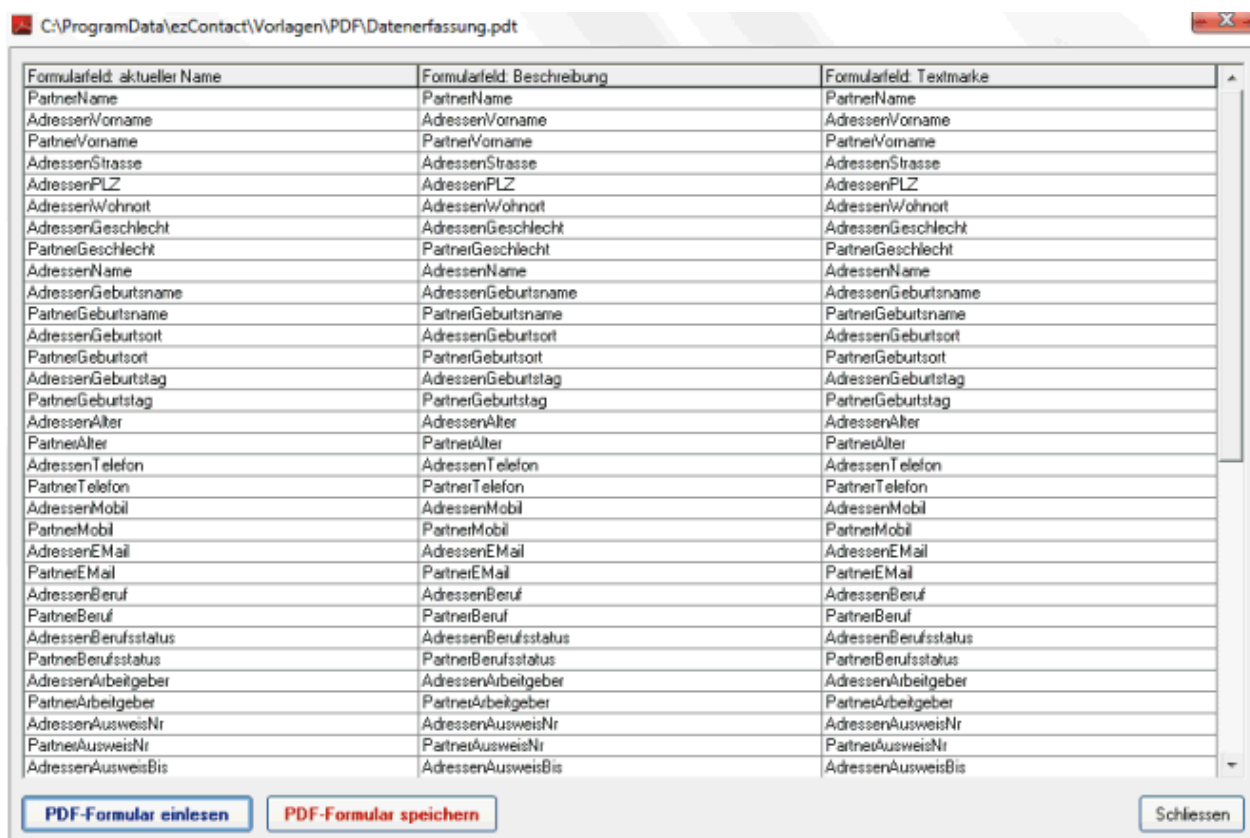 C:\ProgramData\ezContact\Vorlagen\PDF\Datenerfassung.pdt
Formularfeld: aktueller Name Formularfeld: Beschreibung Formularfeld: Textmarke
PartnerName PartnerName PartnerName
AdressenVorname AdressenVorname AdressenVorname
PartnerVorname PartnerVorname PartnerVorname
AdressenStrasse AdressenStrasse AdressenStrasse
AdressenPLZ AdressenPLZ AdressenPLZ
AdressenWohnort AdressenWohnort AdressenWohnort
AdressenGeschlecht AdressenGeschlecht AdressenGeschlecht
PartnerGeschlecht PartnerGeschlecht PartnerGeschlecht
AdressenName AdressenName AdressenName
AdressenGeburtsname AdressenGeburtsname AdressenGeburtsname
PartnerGeburtsname PartnerGeburtsname PartnerGeburtsname
AdressenGeburtsort AdressenGeburtsort AdressenGeburtsort
PartnerGeburtsort PartnerGeburtsort PartnerGeburtsort
AdressenGeburtstag AdressenGeburtstag AdressenGeburtstag
PartnerGeburtstag PartnerGeburtstag PartnerGeburtstag
AdressenAlter AdressenAlter AdressenAlter
PartnerAlter PartnerAlter PartnerAlter
AdressenTelefon AdressenTelefon AdressenTelefon
PartnerTelefon PartnerTelefon PartnerTelefon
AdressenMobil AdressenMobil AdressenMobil
PartnerMobil PartnerMobil PartnerMobil
AdressenEMail AdressenEMail AdressenEMail
PartnerEMail PartnerEMail PartnerEMail
AdressenBeruf AdressenBeruf AdressenBeruf
PartnerBeruf PartnerBeruf PartnerBeruf
AdressenBerufsstatus AdressenBerufsstatus AdressenBerufsstatus
PartnerBerufsstatus PartnerBerufsstatus PartnerBerufsstatus
AdressenArbeitgeber AdressenArbeitgeber AdressenArbeitgeber
PartnerArbeitgeber PartnerArbeitgeber PartnerArbeitgeber
AdressenAusweisNr AdressenAusweisNr AdressenAusweisNr
PartnerAusweisNr PartnerAusweisNr PartnerAusweisNr
AdressenAusweisBis AdressenAusweisBis AdressenAusweisBis
PDF-Formular einlesen PDF-Formular speichern Schliessen